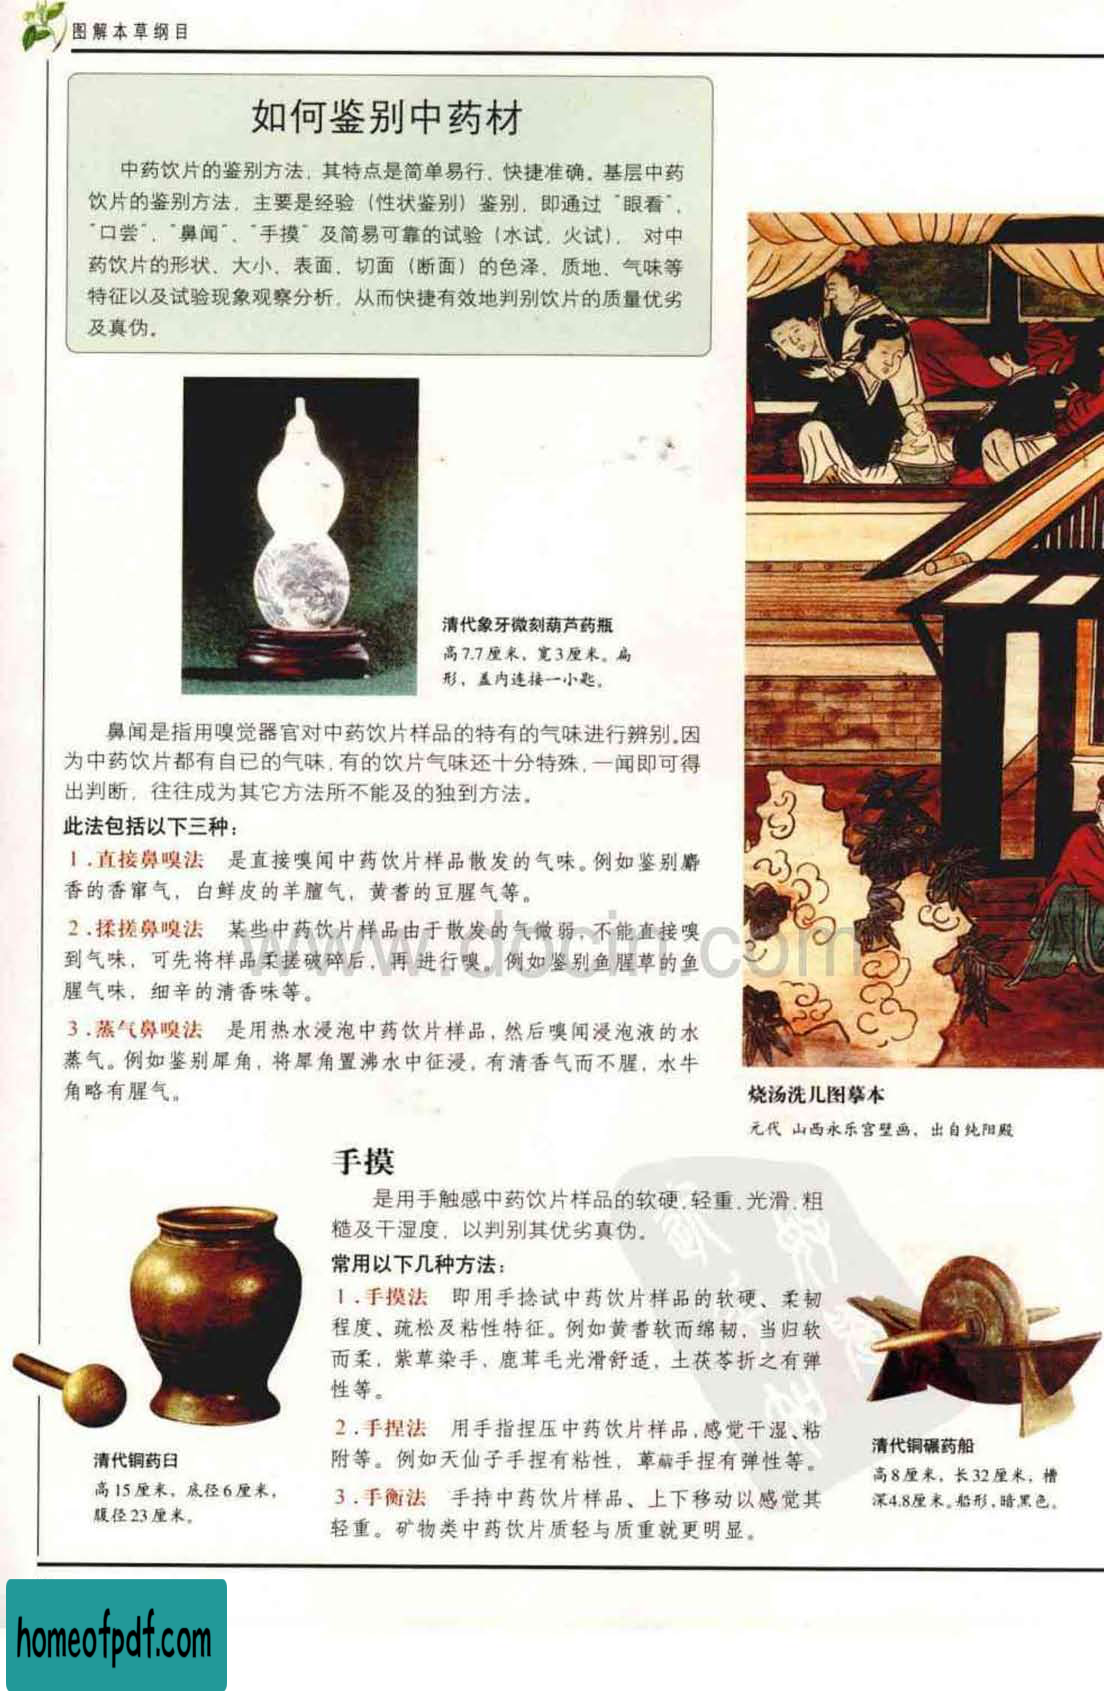 图解本草纲目
如何鉴别中药材
中药饮片的鉴别方法，其特点是简单易行、快捷准确。基层中药
饮片的鉴别方法，主要是经验（性状鉴别）鉴别，即通过“眼看”、
“口尝”、“鼻闻”、“手摸”及简易可靠的试验（水试、火试），对中
药饮片的形状、大小、表面、切面（断面）的色泽、质地、气味等
特征以及试验现象观察分析，从而快捷有效地判别饮片的质量优劣
及真伪。
清代象牙微刻葫芦药瓶
高7.7厘米，宽3厘米。扁
形，盖内连接一小匙。
鼻闻是指用嗅觉器官对中药饮片样品的特有的气味进行辨别。因
为中药饮片都有自已的气味，有的饮片气味还十分特殊，一闻即可得
出判断，往往成为其它方法所不能及的独到方法。
此法包括以下三种：
1.直接鼻嗅法 是直接嗅闻中药饮片样品散发的气味。例如鉴别麝
香的香窜气，白鲜皮的羊膻气，黄耆的豆腥气等。
2.揉搓鼻嗅法 某些中药饮片样品由于散发的气微弱，不能直接嗅
到气味，可先将样品柔搓破碎后，再进行嗅。例如鉴别鱼腥草的鱼
腥气味，细辛的清香味等。
3.蒸气鼻嗅法 是用热水浸泡中药饮片样品，然后嗅闻浸泡液的水
蒸气。例如鉴别犀角，将犀角置沸水中征浸，有清香气而不腥，水牛
角略有腥气。
www.docin.com
烧汤洗儿图摹本
元代 山西永乐宫壁画，出自纯阳殿
手摸
是用手触感中药饮片样品的软硬、轻重、光滑、粗
糙及干湿度，以判别其优劣真伪。
常用以下几种方法：
1.手摸法 即用手捻试中药饮片样品的软硬、柔韧
程度、疏松及粘性特征。例如黄耆软而绵韧，当归软
而柔，紫草染手，鹿茸毛光滑舒适，土茯苓折之有弹
性等。
2.手捏法 用手指捏压中药饮片样品，感觉干湿、粘
附等。例如天仙子手捏有粘性，萆薢手捏有弹性等。
3.手衡法 手持中药饮片样品、上下移动以感觉其
轻重。矿物类中药饮片质轻与质重就更明显。
清代铜药臼
高15厘米，底径6厘米，
腹径23厘米。
清代铜碾药船
高8厘米，长32厘米，槽
深4.8厘米。船形，暗黑色。
homeofpdf.com